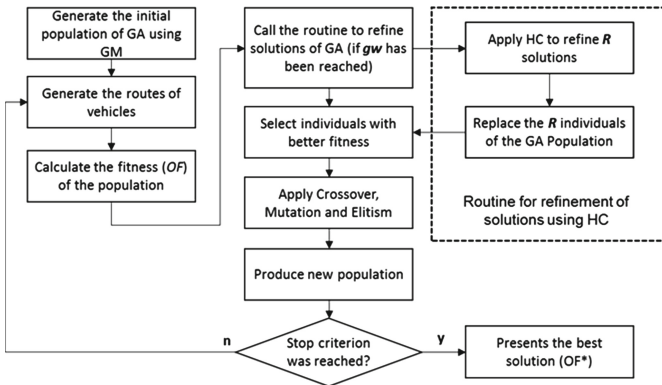 Generate the initial
population of GA using
GM
Generate the routes of
vehicles
Calculate the fitness (OF)
of the population
Call the routine to refine
solutions of GA (if gw has
been reached)
Select individuals with
better fitness
Apply Crossover,
Mutation and Elitism
Produce new population
Stop criterion
was reached?
n
y
Apply HC to refine R
solutions
Replace the R individuals
of the GA Population
Routine for refinement of
solutions using HC
Presents the best
solution (OF*)